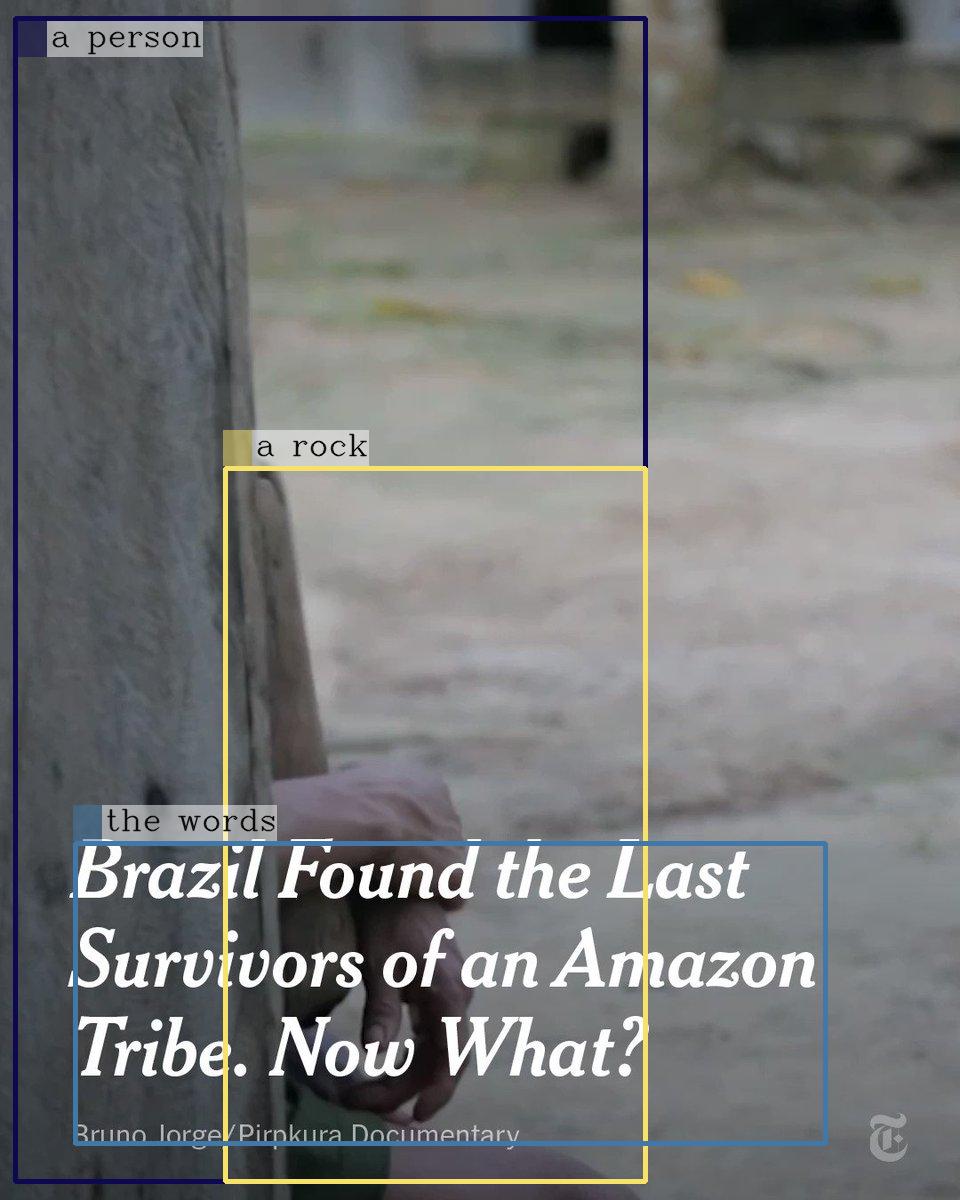 a person
a rock
the words
Brazil Found the Last
Survivors of an Amazon
Tribe. Now What?
Bruno Jorge/Pirpkura Documentary
T